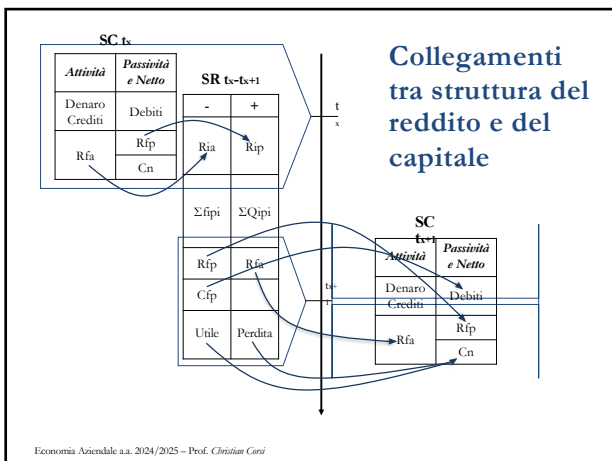 SC tx
Attività
Passività
e Netto
Denaro
Crediti
Debiti
Rfa
Rfp
Cn
SR tx-tx+1
-
+
Ria
Rip
Σfipi
ΣQipi
Rfp
Rfa
Cfp
Utile
Perdita
t
x
Collegamenti
tra struttura del
reddito e del
capitale
tx+
1
SC
tx+1
Attività
Passività
e Netto
Denaro
Crediti
Debiti
Rfa
Rfp
Cn
Economia Aziendale a.a. 2024/2025 – Prof. Christian Corsi